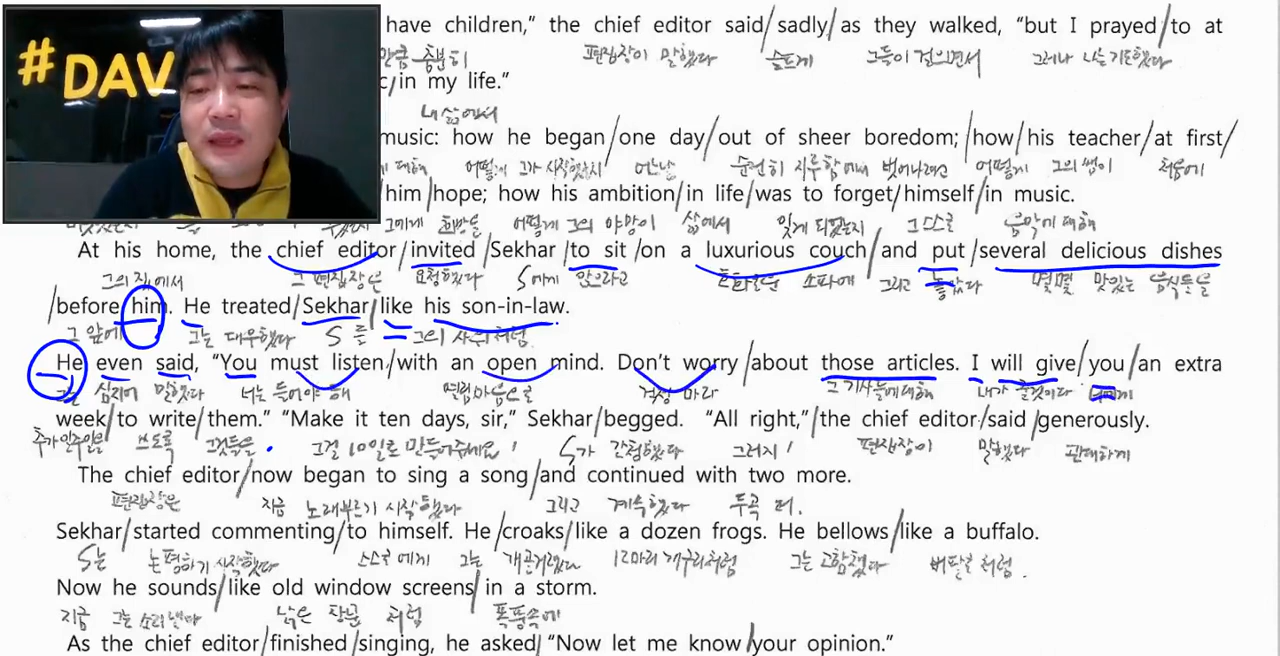 #DAV
have children,” the chief editor said/sadly/as they walked, “but I prayed/to at
편집장이 말했다 슬프게 그들이 걸으면서 그러나 나는 기도했다
c/in my life.”
내 삶에서
music: how he began/one day/out of sheer boredom; /how/his teacher/at first/
어떻게 그가 시작했는지 어느날 순전히 지루함에서 벗어나려고 어떻게 그의 쌤이 처음에
him/hope; how his ambition/in life/was to forget/himself/in music.
그에게 희망을 어떻게 그의 야망이 삶에서 잊게 되었는지 그스스로 음악에 대해
At his home, the chief editor/invited/Sekhar/to sit/on a luxurious couch/and put/several delicious dishes
그의 집에서 그 편집장은 요청했다 S에게 앉으라고 소파에 그리고 놓았다 몇몇 맛있는 음식들을
/before him. He treated/Sekhar/like his son-in-law.
그 앞에 그는 대우했다 S를 그의 사위처럼.
He even said, “You must listen/with an open mind. Don’t worry/about those articles. I will give/you/an extra
심지어 말했다 너는 들어야 해 열린마음으로 걱정 마라 그 기사들에대해 내가 줄것이다 너에게
week/to write/them.” “Make it ten days, sir,” Sekhar/begged. “All right,”/the chief editor/said/generously.
추가 일주일을 쓰도록 그것들을. 그걸 10일로 만들어주세요! S가 간청했다 그러지! 편집장이 말했다 관대하게
The chief editor/now began to sing a song/and continued with two more.
편집장은 지금 노래부르기 시작했다 그리고 계속했다 두곡 더.
Sekhar/started commenting/to himself. He/croaks/like a dozen frogs. He bellows/like a buffalo.
S는 논평하기 시작했다 스스로에게 그는 개굴거렸다 12마리 개구리처럼 그는 고함쳤다 버팔로처럼.
Now he sounds/like old window screens/in a storm.
지금 그는 소리낸다 낡은 창문 처럼 폭풍속에
As the chief editor/finished/singing, he asked/“Now let me know/your opinion.”